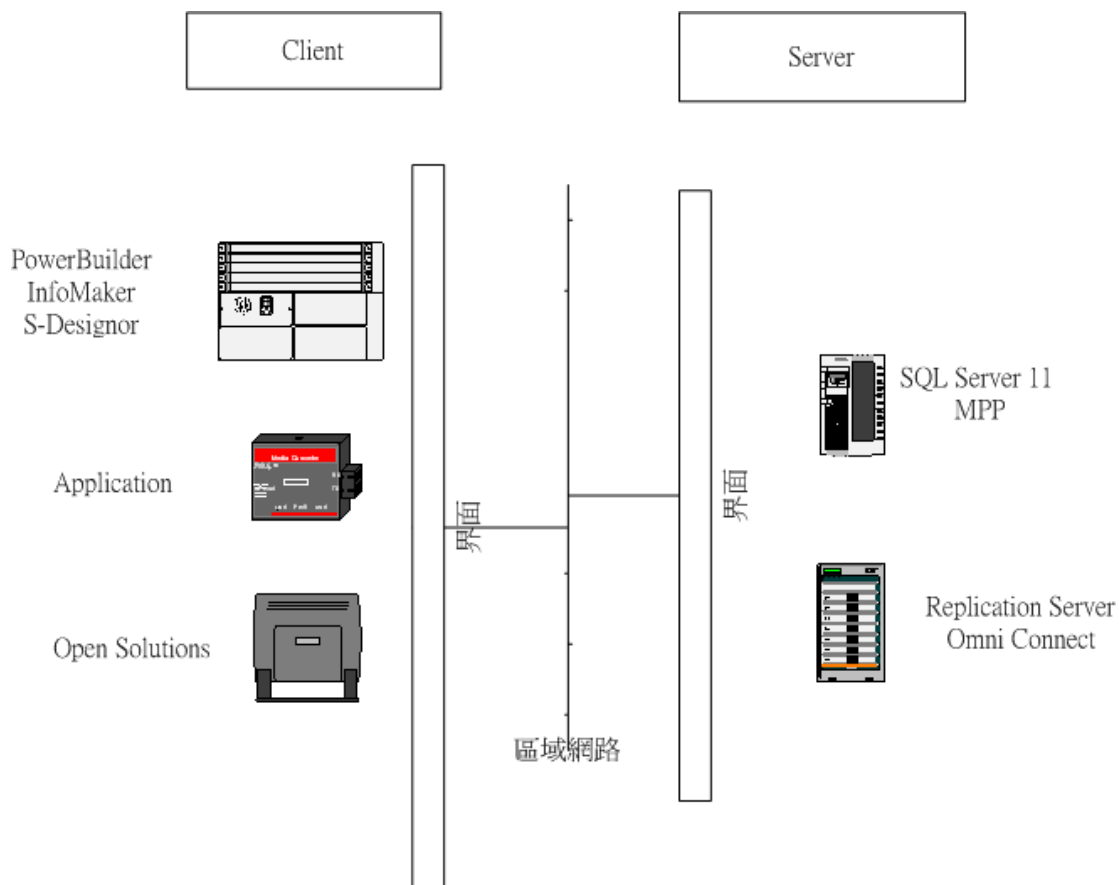 Client
Server
PowerBuilder
InfoMaker
S-Designor
SQL Server 11
MPP
Application
界面
界面
Replication Server
Omni Connect
Open Solutions
區域網路